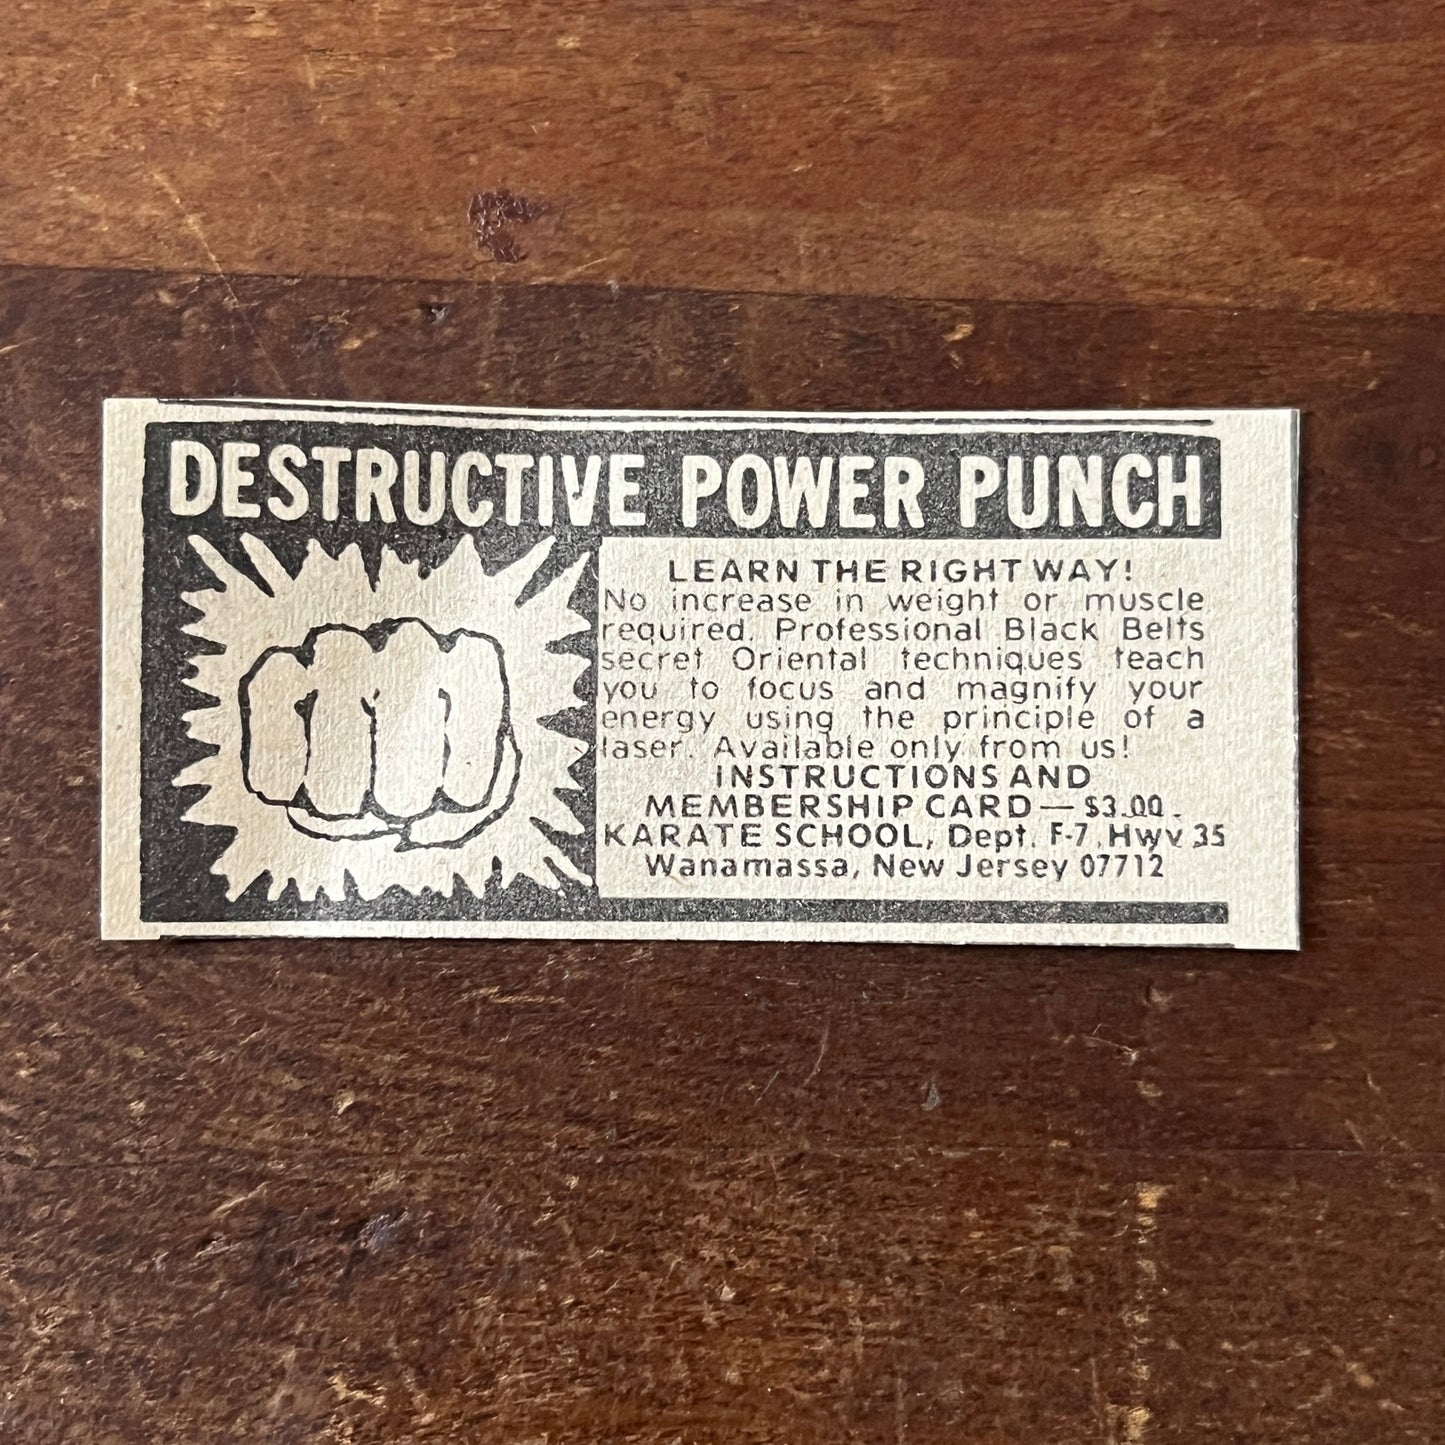 DESTRUCTIVE POWER PUNCH
LEARN THE RIGHT WAY!
No increase in weight or muscle
required. Professional Black Belts
secret Oriental techniques teach
you to focus and magnify your
energy using the principle of a
laser. Available only from us!
INSTRUCTIONS AND
MEMBERSHIP CARD — $3.00.
KARATE SCHOOL, Dept. F-7, Hwy 35
Wanamassa, New Jersey 07712